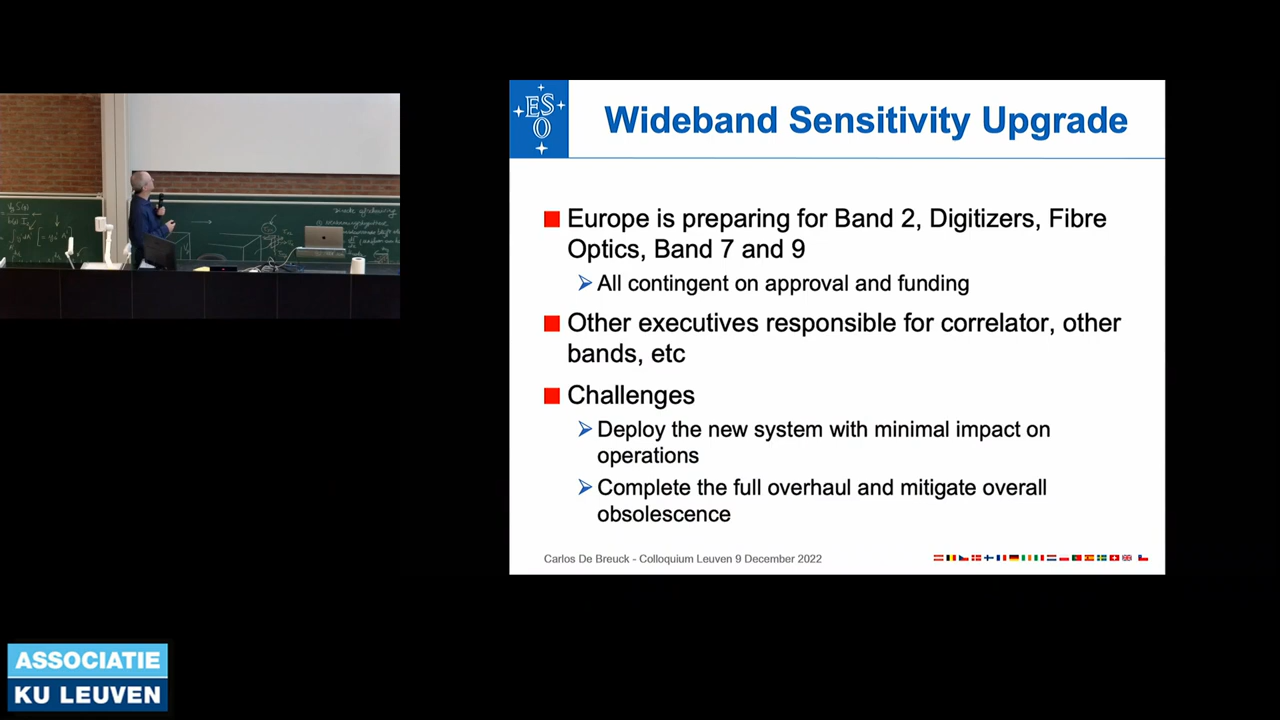 ESO
Wideband Sensitivity Upgrade
Europe is preparing for Band 2, Digitizers, Fibre
Optics, Band 7 and 9
All contingent on approval and funding
Other executives responsible for correlator, other
bands, etc
Challenges
Deploy the new system with minimal impact on
operations
Complete the full overhaul and mitigate overall
obsolescence
Carlos De Breuck - Colloquium Leuven 9 December 2022
ASSOCIATIE
KU LEUVEN